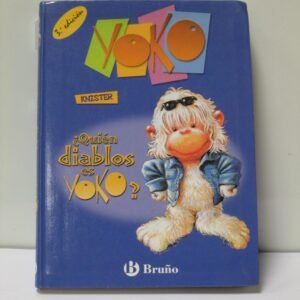 3.ª edición
YOKO
KNISTER
¿Quién
diablos
es
YOKO?
Bruño